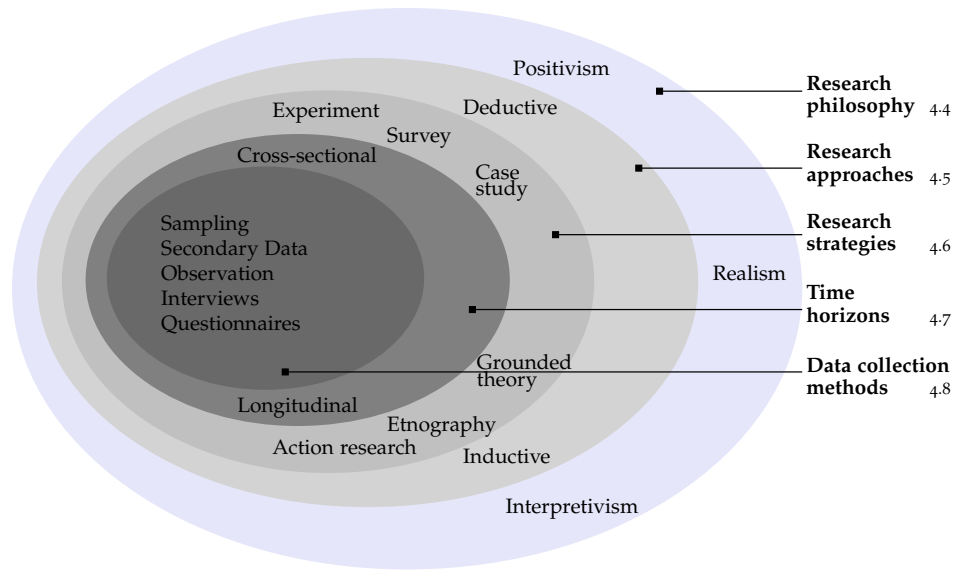 Positivism
Deductive
Experiment
Survey
Cross-sectional
Case
study
Sampling
Secondary Data
Observation
Interviews
Questionnaires
Realism
Grounded
theory
Longitudinal
Etnography
Action research
Inductive
Interpretivism
Research
philosophy 4.4
Research
approaches 4.5
Research
strategies 4.6
Time
horizons 4.7
Data collection
methods 4.8